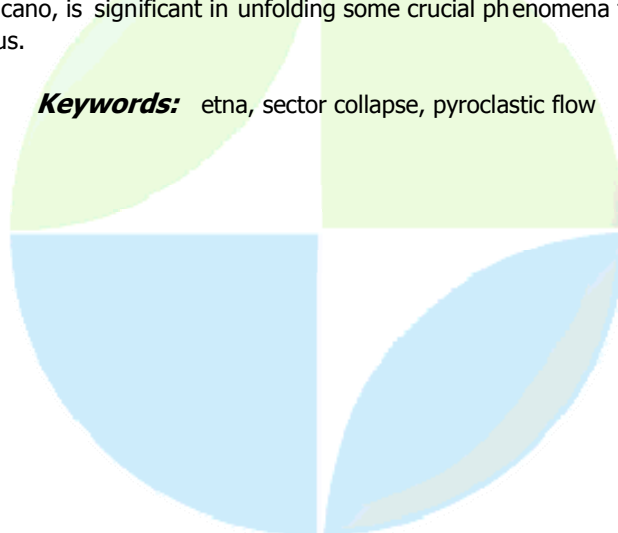 cano, is significant in unfolding some crucial phenomena
us.
Keywords: etna, sector collapse, pyroclastic flow